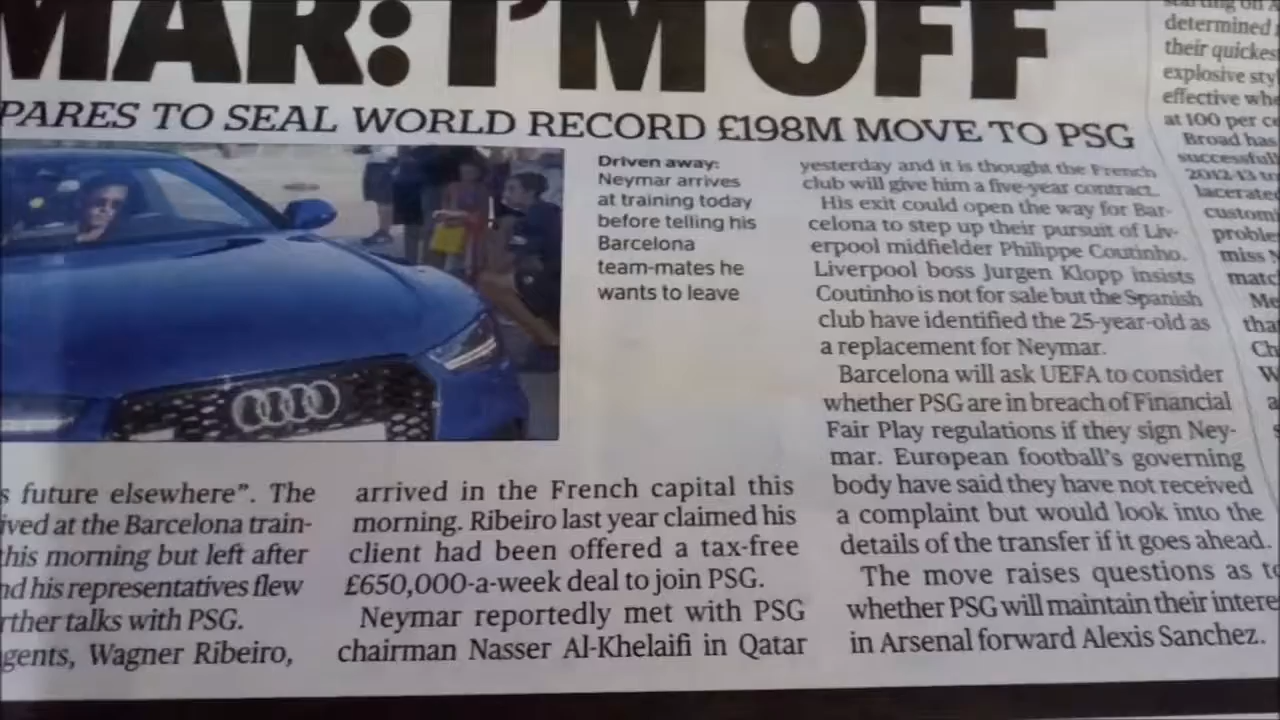 MAR: I'M OFF
PARES TO SEAL WORLD RECORD £198M MOVE TO PSG
Driven away:
Neymar arrives
at training today
before telling his
Barcelona
team-mates he
wants to leave
s future elsewhere”. The
ived at the Barcelona train-
this morning but left after
nd his representatives flew
rther talks with PSG.
gents, Wagner Ribeiro,
arrived in the French capital this
morning. Ribeiro last year claimed his
client had been offered a tax-free
£650,000-a-week deal to join PSG.
Neymar reportedly met with PSG
chairman Nasser Al-Khelaifi in Qatar
yesterday and it is thought the French
club will give him a five-year contract.
His exit could open the way for Bar-
celona to step up their pursuit of Liv-
erpool midfielder Philippe Coutinho.
Liverpool boss Jurgen Klopp insists
Coutinho is not for sale but the Spanish
club have identified the 25-year-old as
a replacement for Neymar.
Barcelona will ask UEFA to consider
whether PSG are in breach of Financial
Fair Play regulations if they sign Ney-
mar. European football's governing
body have said they have not received
a complaint but would look into the
details of the transfer if it goes ahead.
The move raises questions as to
whether PSG will maintain their intere
in Arsenal forward Alexis Sanchez.
determined
their quickes
explosive sty
effective whe
at 100 per ce
Broad has
successfull
2012-13 to
lacerated
custom
proble
miss
matc
Me
tha
Ch
W
a
s